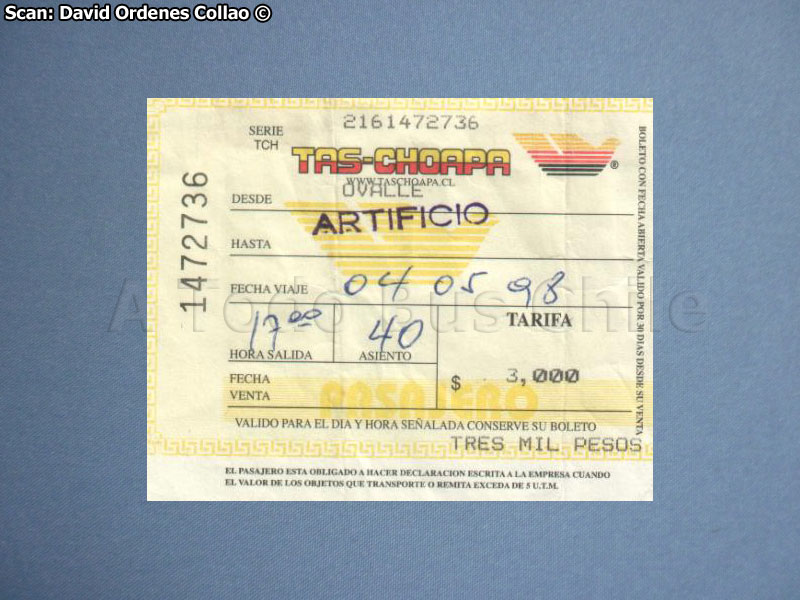 Scan: David Ordenes Collao ©
SERIE
TCH
2161472736
TAS-CHOAPA
®
WWW.TASCHOAPA.CL
DESDE OVALLE
ARTIFICIO
HASTA
FECHA VIAJE 04 05 98
17 00 40 TARIFA
HORA SALIDA ASIENTO
FECHA
VENTA
$ 3,000
PASAJERO
VALIDO PARA EL DIA Y HORA SEÑALADA CONSERVE SU BOLETO
TRES MIL PESOS
EL PASAJERO ESTA OBLIGADO A HACER DECLARACION ESCRITA A LA EMPRESA CUANDO
EL VALOR DE LOS OBJETOS QUE TRANSPORTE O REMITA EXCEDA DE 5 U.T.M.
1472736
BOLETO CON FECHA ABIERTA VALIDO POR 30 DIAS DESDE SU VENTA
A Todo Bus Chile